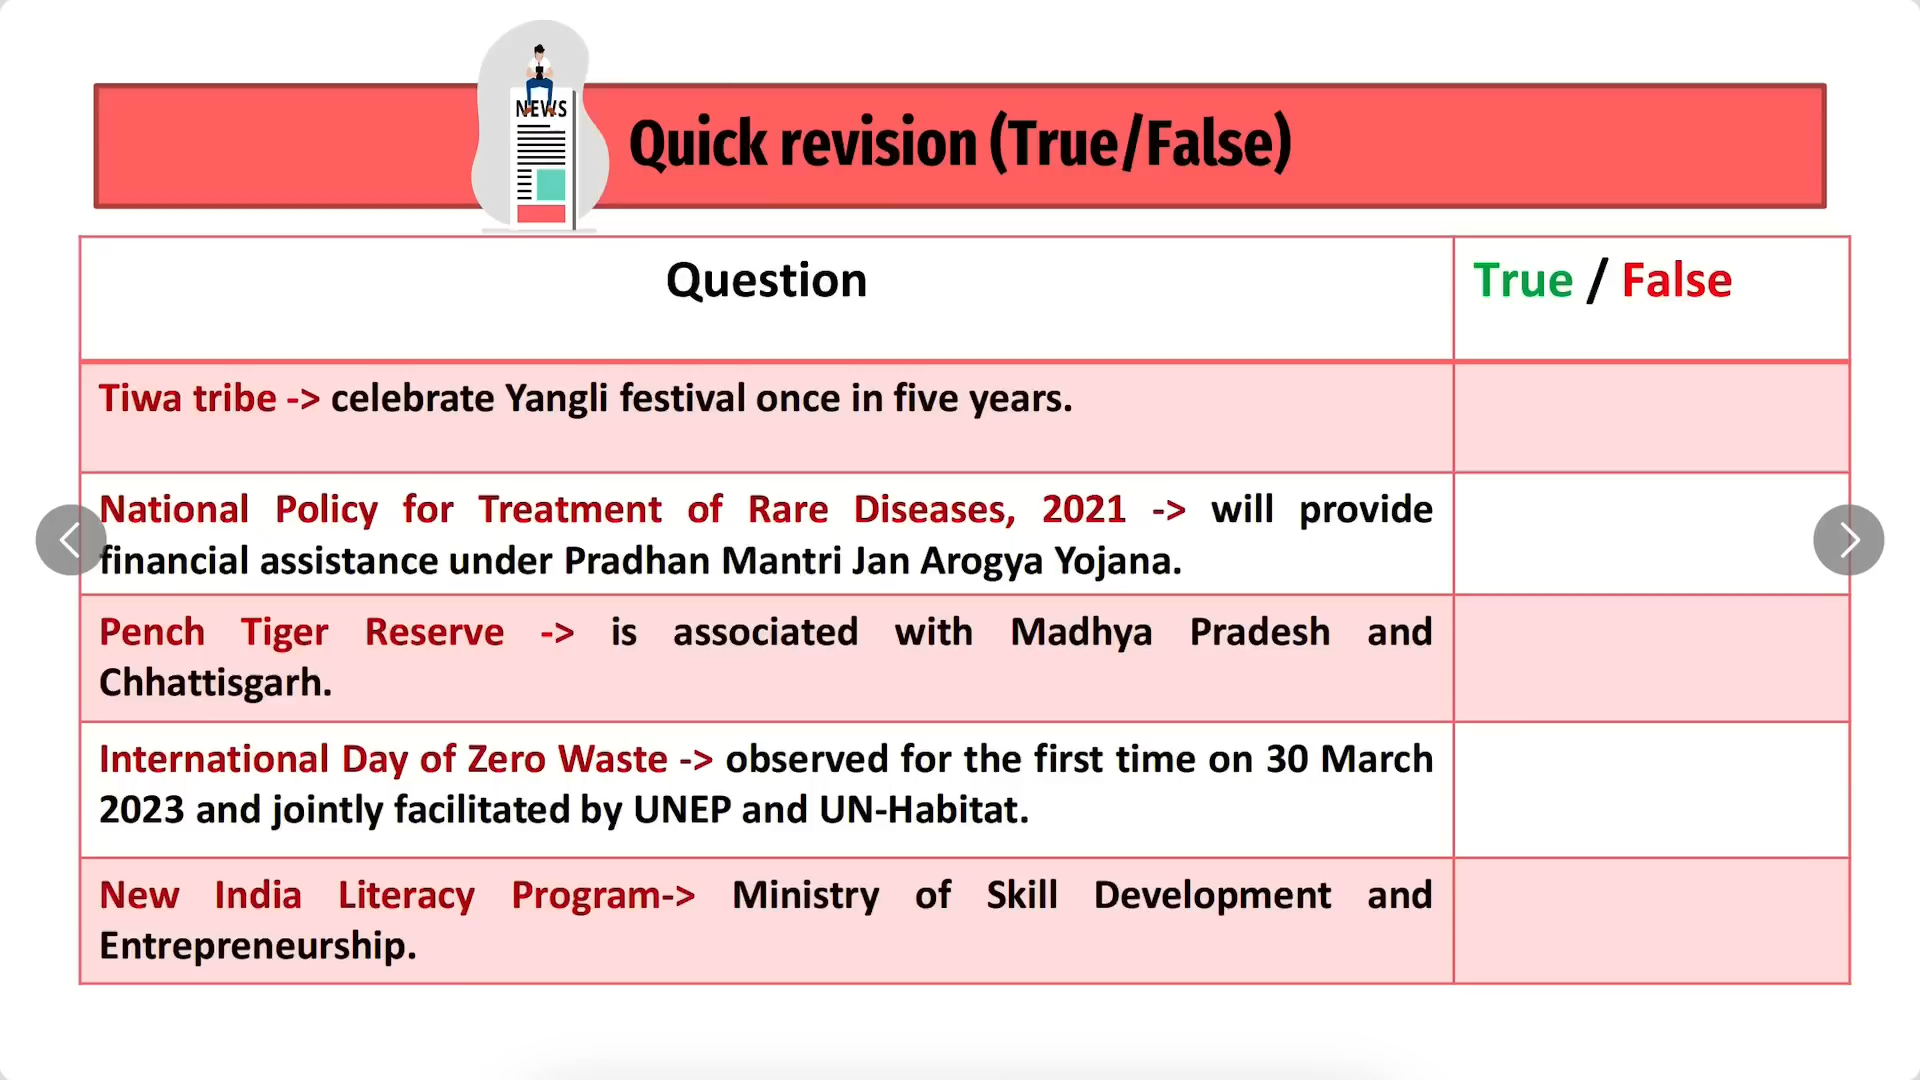 NEWS
Quick revision (True/False)
Question
True / False
Tiwa tribe -> celebrate Yangli festival once in five years.
National Policy for Treatment of Rare Diseases, 2021 -> will provide
financial assistance under Pradhan Mantri Jan Arogya Yojana.
Pench Tiger Reserve -> is associated with Madhya Pradesh and
Chhattisgarh.
International Day of Zero Waste -> observed for the first time on 30 March
2023 and jointly facilitated by UNEP and UN-Habitat.
New India Literacy Program-> Ministry of Skill Development and
Entrepreneurship.